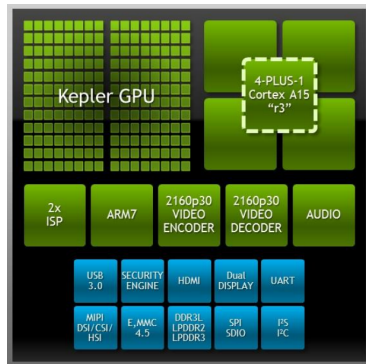 Kepler GPU
4-PLUS-1
Cortex A15
"r3"
2x
ISP
ARM7
2160p30
VIDEO
ENCODER
2160p30
VIDEO
DECODER
AUDIO
USB
3.0
SECURITY
ENGINE
HDMI
Dual
DISPLAY
UART
MIPI
DSI/CSI/
HSI
E,MMC
4.5
DDR3L
LPDDR2
LPDDR3
SPI
SDIO
I²S
I²C